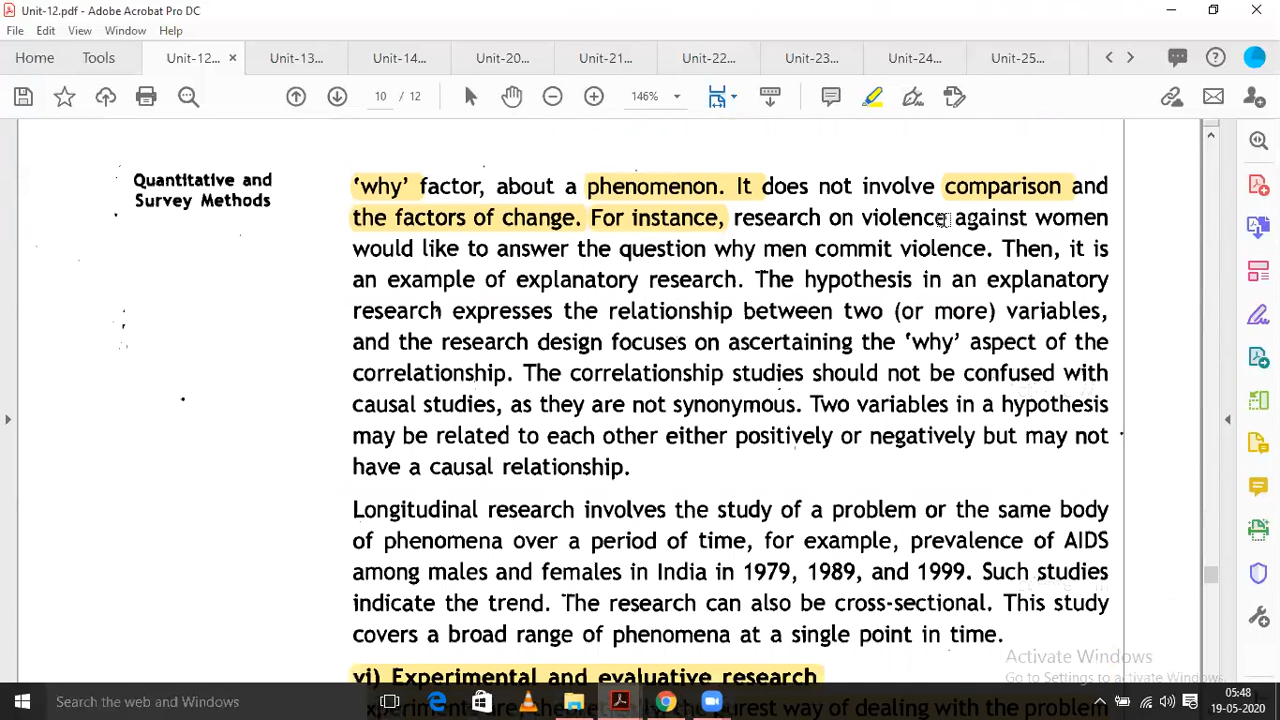 Unit-12.pdf - Adobe Acrobat Pro DC
File Edit View Window Help
Home Tools Unit-12... × Unit-13... Unit-14... Unit-20... Unit-21... Unit-22... Unit-23... Unit-24... Unit-25...
10 / 12 146%
Quantitative and
Survey Methods
‘why’ factor, about a phenomenon. It does not involve comparison and
the factors of change. For instance, research on violence against women
would like to answer the question why men commit violence. Then, it is
an example of explanatory research. The hypothesis in an explanatory
research expresses the relationship between two (or more) variables,
and the research design focuses on ascertaining the ‘why’ aspect of the
correlationship. The correlationship studies should not be confused with
causal studies, as they are not synonymous. Two variables in a hypothesis
may be related to each other either positively or negatively but may not
have a causal relationship.
Longitudinal research involves the study of a problem or the same body
of phenomena over a period of time, for example, prevalence of AIDS
among males and females in India in 1979, 1989, and 1999. Such studies
indicate the trend. The research can also be cross-sectional. This study
covers a broad range of phenomena at a single point in time.
Activate Windows
Go to Settings to activate Windows.
vi) Experimental and evaluative research
Search the web and Windows
05:48
19-05-2020